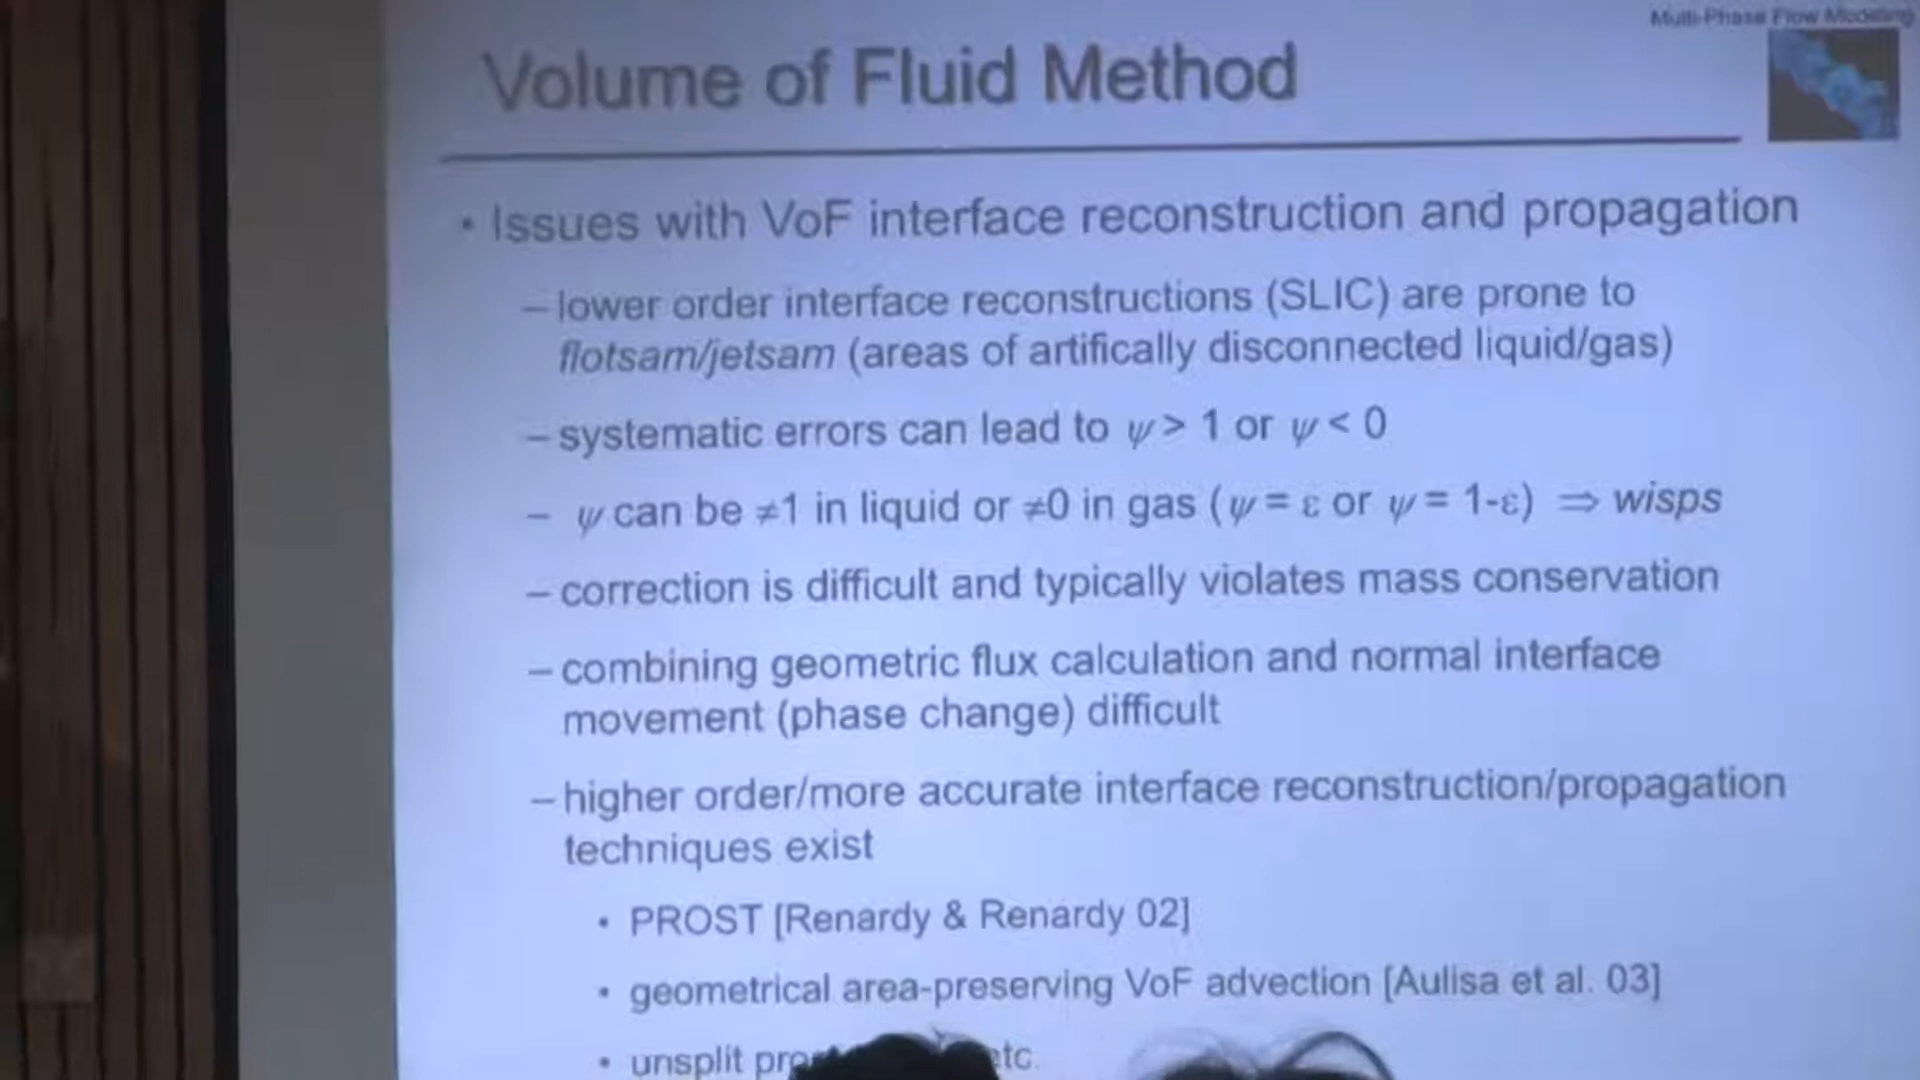 Multi-Phase Flow Modeling
Volume of Fluid Method
• Issues with VoF interface reconstruction and propagation
– lower order interface reconstructions (SLIC) are prone to
flotsam/jetsam (areas of artifically disconnected liquid/gas)
– systematic errors can lead to ψ > 1 or ψ < 0
– ψ can be ≠1 in liquid or ≠0 in gas (ψ = ε or ψ = 1-ε) ⇒ wisps
– correction is difficult and typically violates mass conservation
– combining geometric flux calculation and normal interface
movement (phase change) difficult
– higher order/more accurate interface reconstruction/propagation
techniques exist
• PROST [Renardy & Renardy 02]
• geometrical area-preserving VoF advection [Aulisa et al. 03]
• unsplit etc.